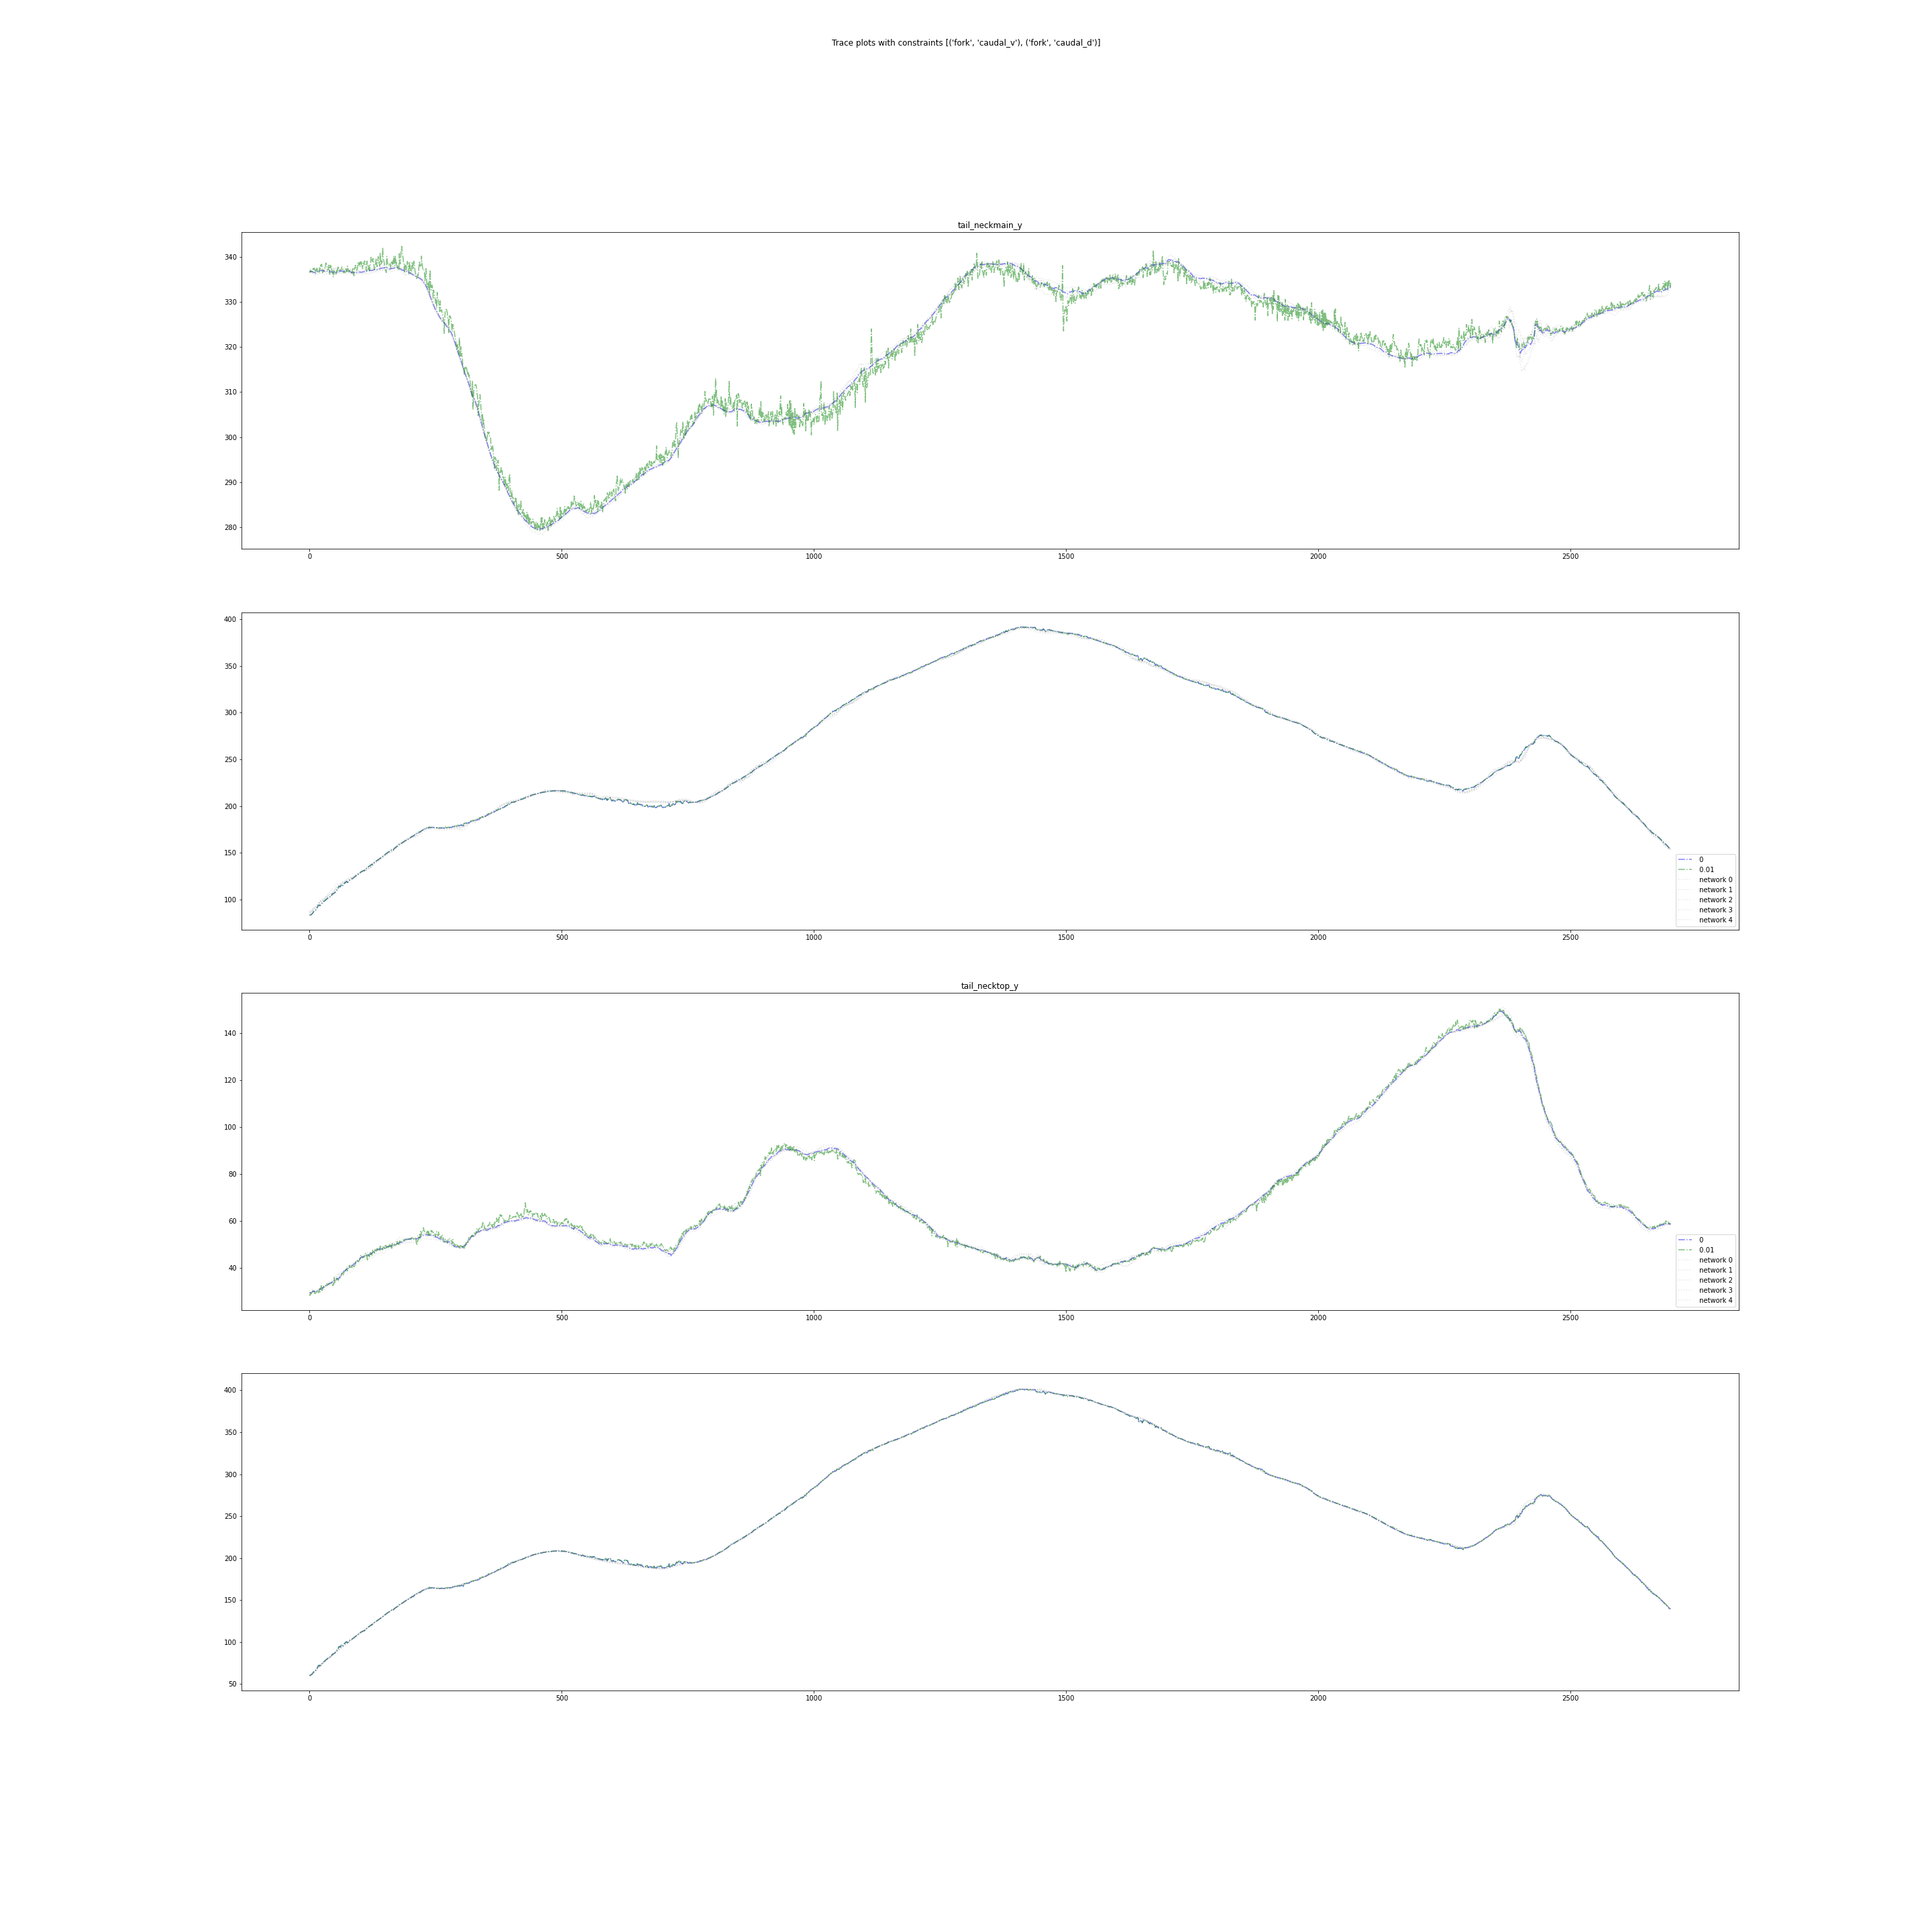 Trace plots with constraints [('fork', 'caudal_v'), ('fork', 'caudal_d')]
tail_neckmain_y
340
330
320
310
300
290
280
0 500 1000 1500 2000 2500
400
350
300
250
200
150
100
0
0.01
network 0
network 1
network 2
network 3
network 4
0 500 1000 1500 2000 2500
tail_necktop_y
140
120
100
80
60
40
0
0.01
network 0
network 1
network 2
network 3
network 4
0 500 1000 1500 2000 2500
400
350
300
250
200
150
100
50
0 500 1000 1500 2000 2500